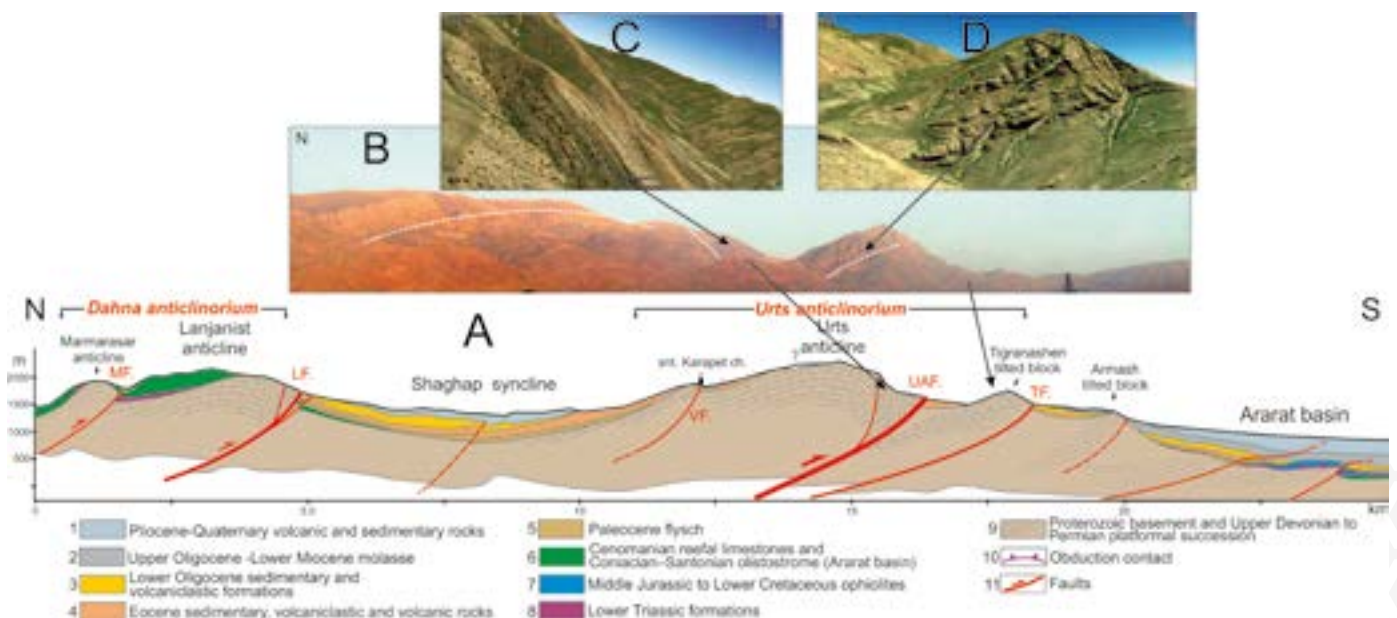 C
D
N
B
N
Dahna anticlinorium
Urts anticlinorium
S
Lanjanist
anticline
A
Urts
anticline
Marmarasar
anticline
snt. Karapet ch.
?
Tigranashen
tilted block
Armash
tilted block
m
MF.
LF.
Shaghap syncline
VF.
UAF.
TF.
Ararat basin
1500
1000
500
0
10
15
20
km
1 Pliocene-Quaternary volcanic and sedimentary rocks
2 Upper Oligocene -Lower Miocene molasse
3 Lower Oligocene sedimentary and
volcaniclastic formations
4 Eocene sedimentary, volcaniclastic and volcanic rocks
5 Paleocene flysch
6 Cenomanian reefal limestones and
Coniacian-Santonian olistostrome (Ararat basin)
7 Middle Jurassic to Lower Cretaceous ophiolites
8 Lower Triassic formations
9 Proterozoic basement and Upper Devonian to
Permian platformal succession
10 Obduction contact
11 Faults